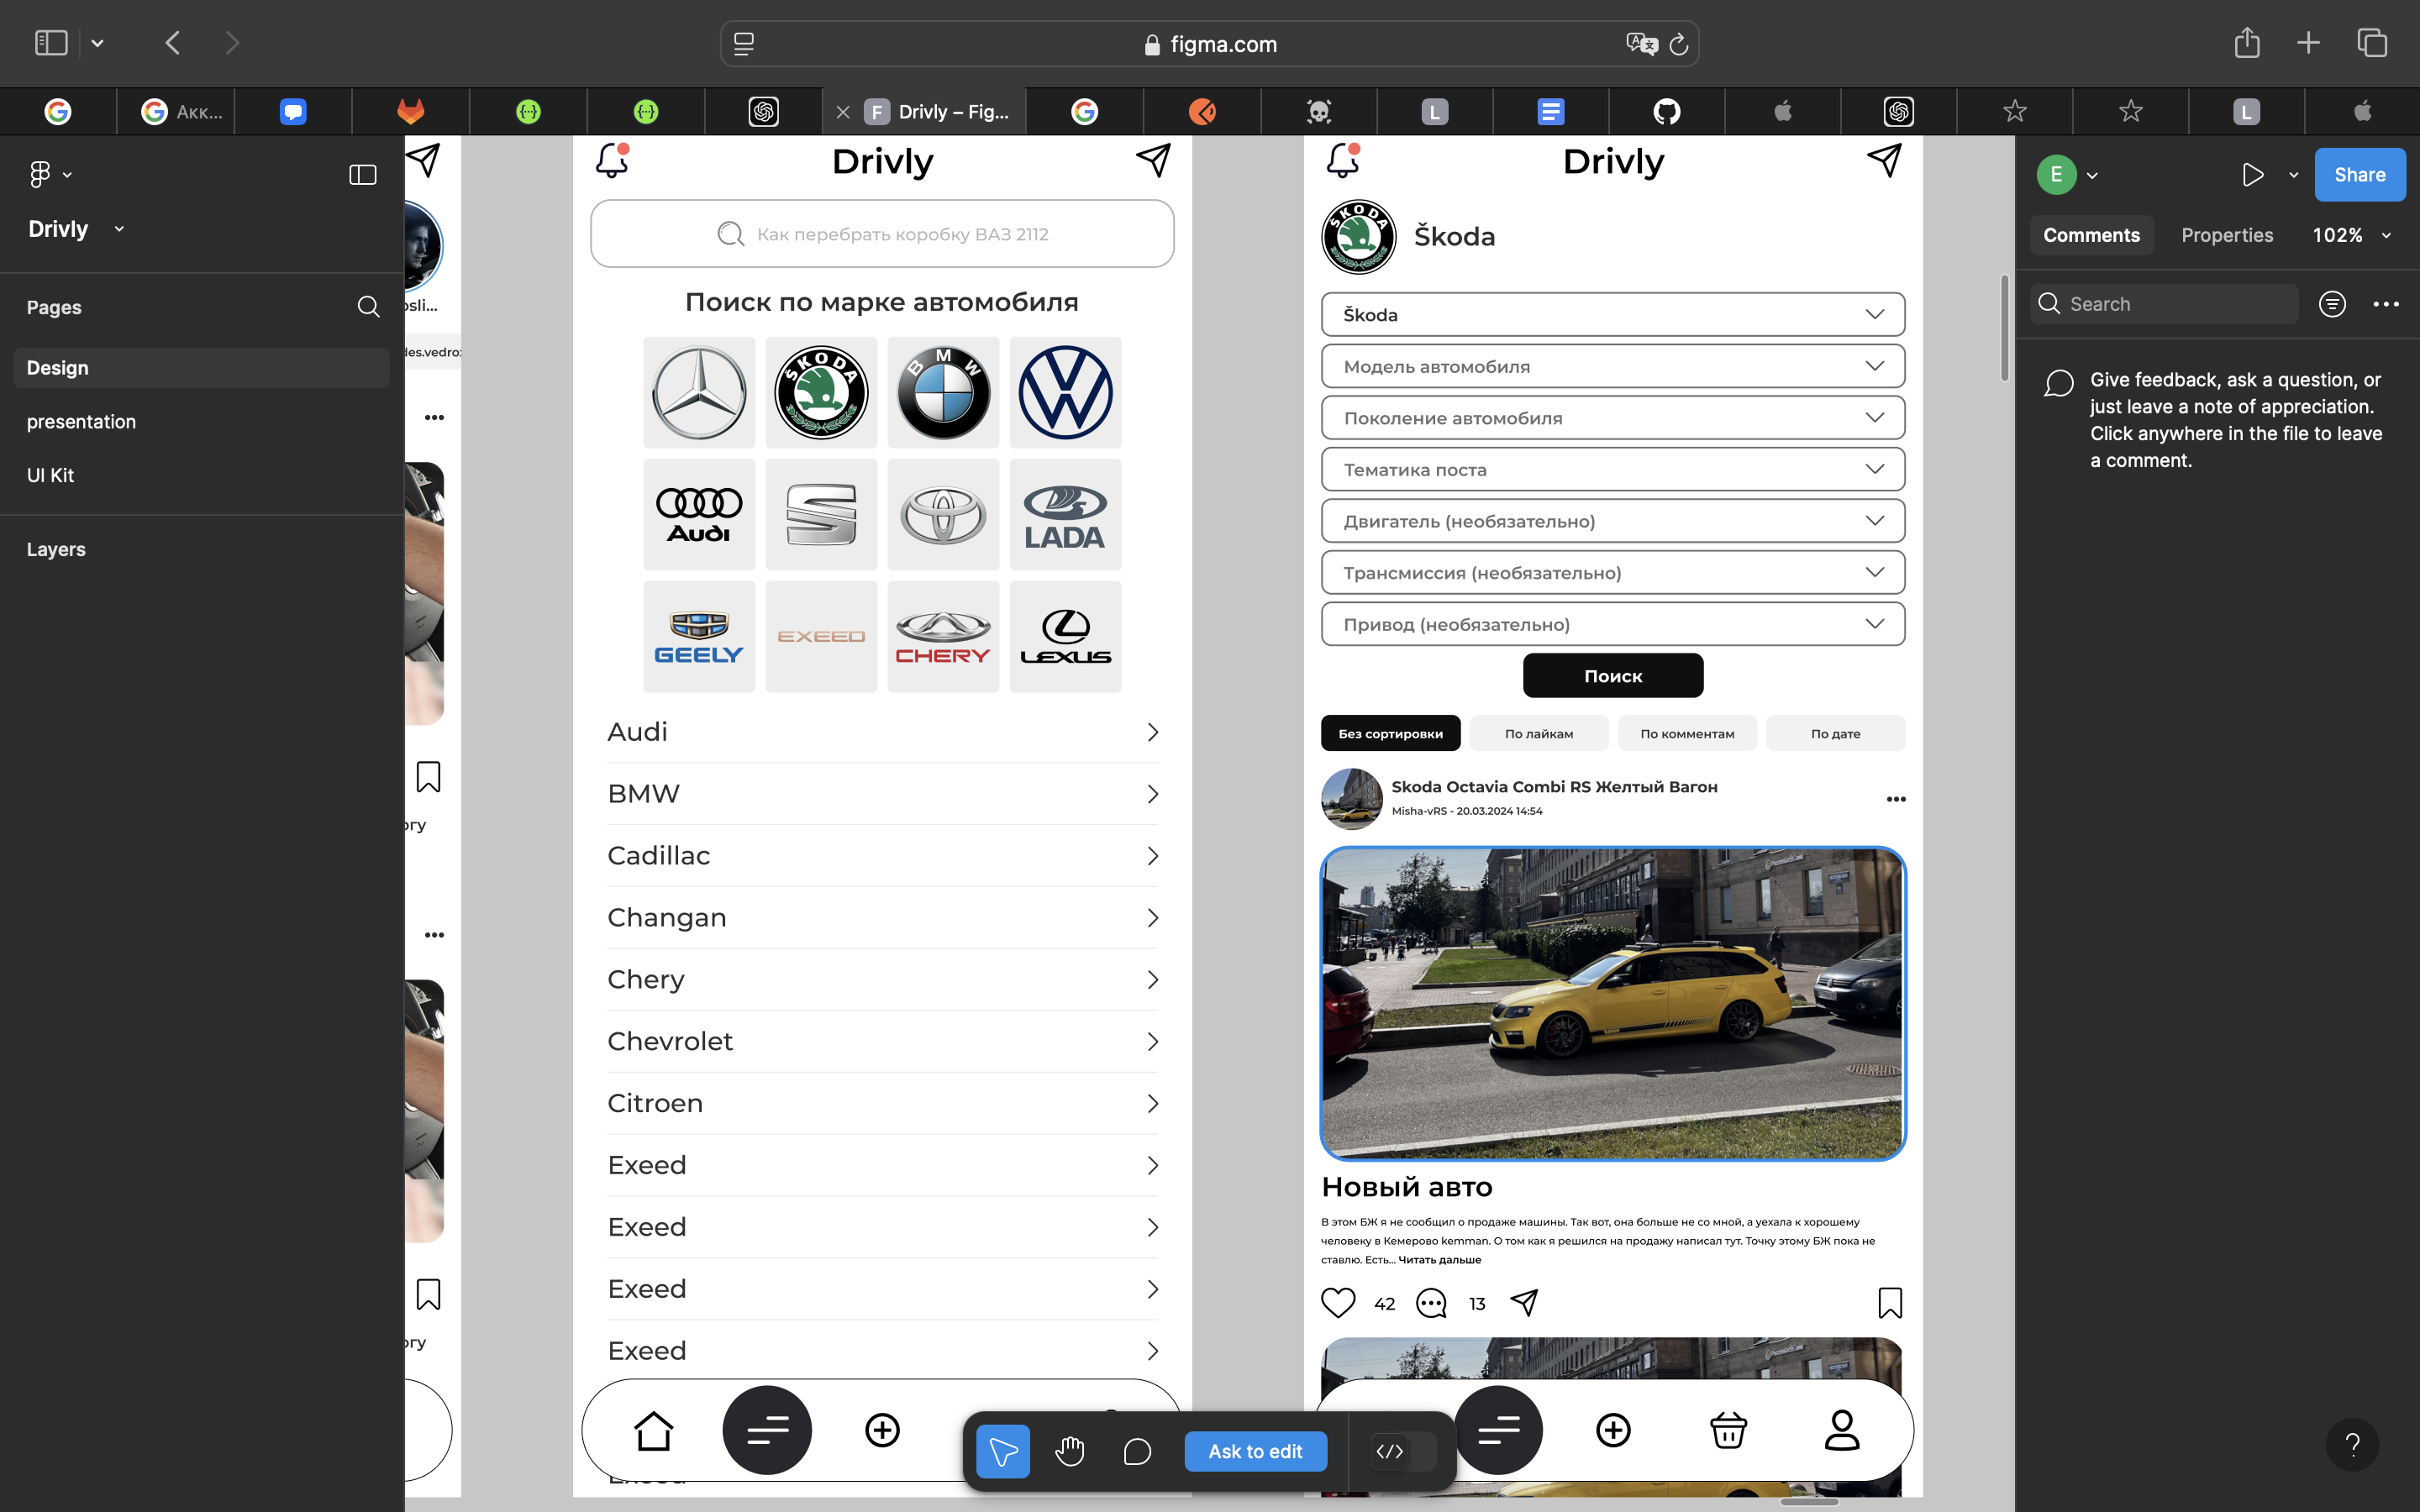 figma.com
Акк...
Drivly – Fig...
L
L
Drivly
Pages
Design
presentation
UI Kit
Layers
osli...
des.vedro:
ргу
ргу
Drivly
Как перебрать коробку ВАЗ 2112
Поиск по марке автомобиля
ŠKODA
BMW
Audi
LADA
GEELY
EXEED
CHERY
LEXUS
Audi
BMW
Cadillac
Changan
Chery
Chevrolet
Citroen
Exeed
Exeed
Exeed
Exeed
Drivly
ŠKODA
Škoda
Škoda
Модель автомобиля
Поколение автомобиля
Тематика поста
Двигатель (необязательно)
Трансмиссия (необязательно)
Привод (необязательно)
Поиск
Без сортировки
По лайкам
По комментам
По дате
Skoda Octavia Combi RS Желтый Вагон
Misha-vRS - 20.03.2024 14:54
Новый авто
В этом БЖ я не сообщил о продаже машины. Так вот, она больше не со мной, а уехала к хорошему
человеку в Кемерово kemman. О том как я решился на продажу написал тут. Точку этому БЖ пока не
ставлю. Есть... Читать дальше
42
13
Ask to edit
E
Share
Comments
Properties
102%
Search
Give feedback, ask a question, or
just leave a note of appreciation.
Click anywhere in the file to leave
a comment.
?